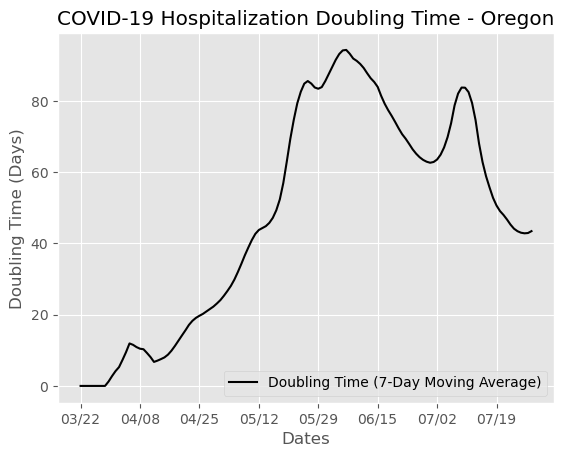 COVID-19 Hospitalization Doubling Time - Oregon
Doubling Time (Days)
80
60
40
20
0
Doubling Time (7-Day Moving Average)
03/22 04/08 04/25 05/12 05/29 06/15 07/02 07/19
Dates